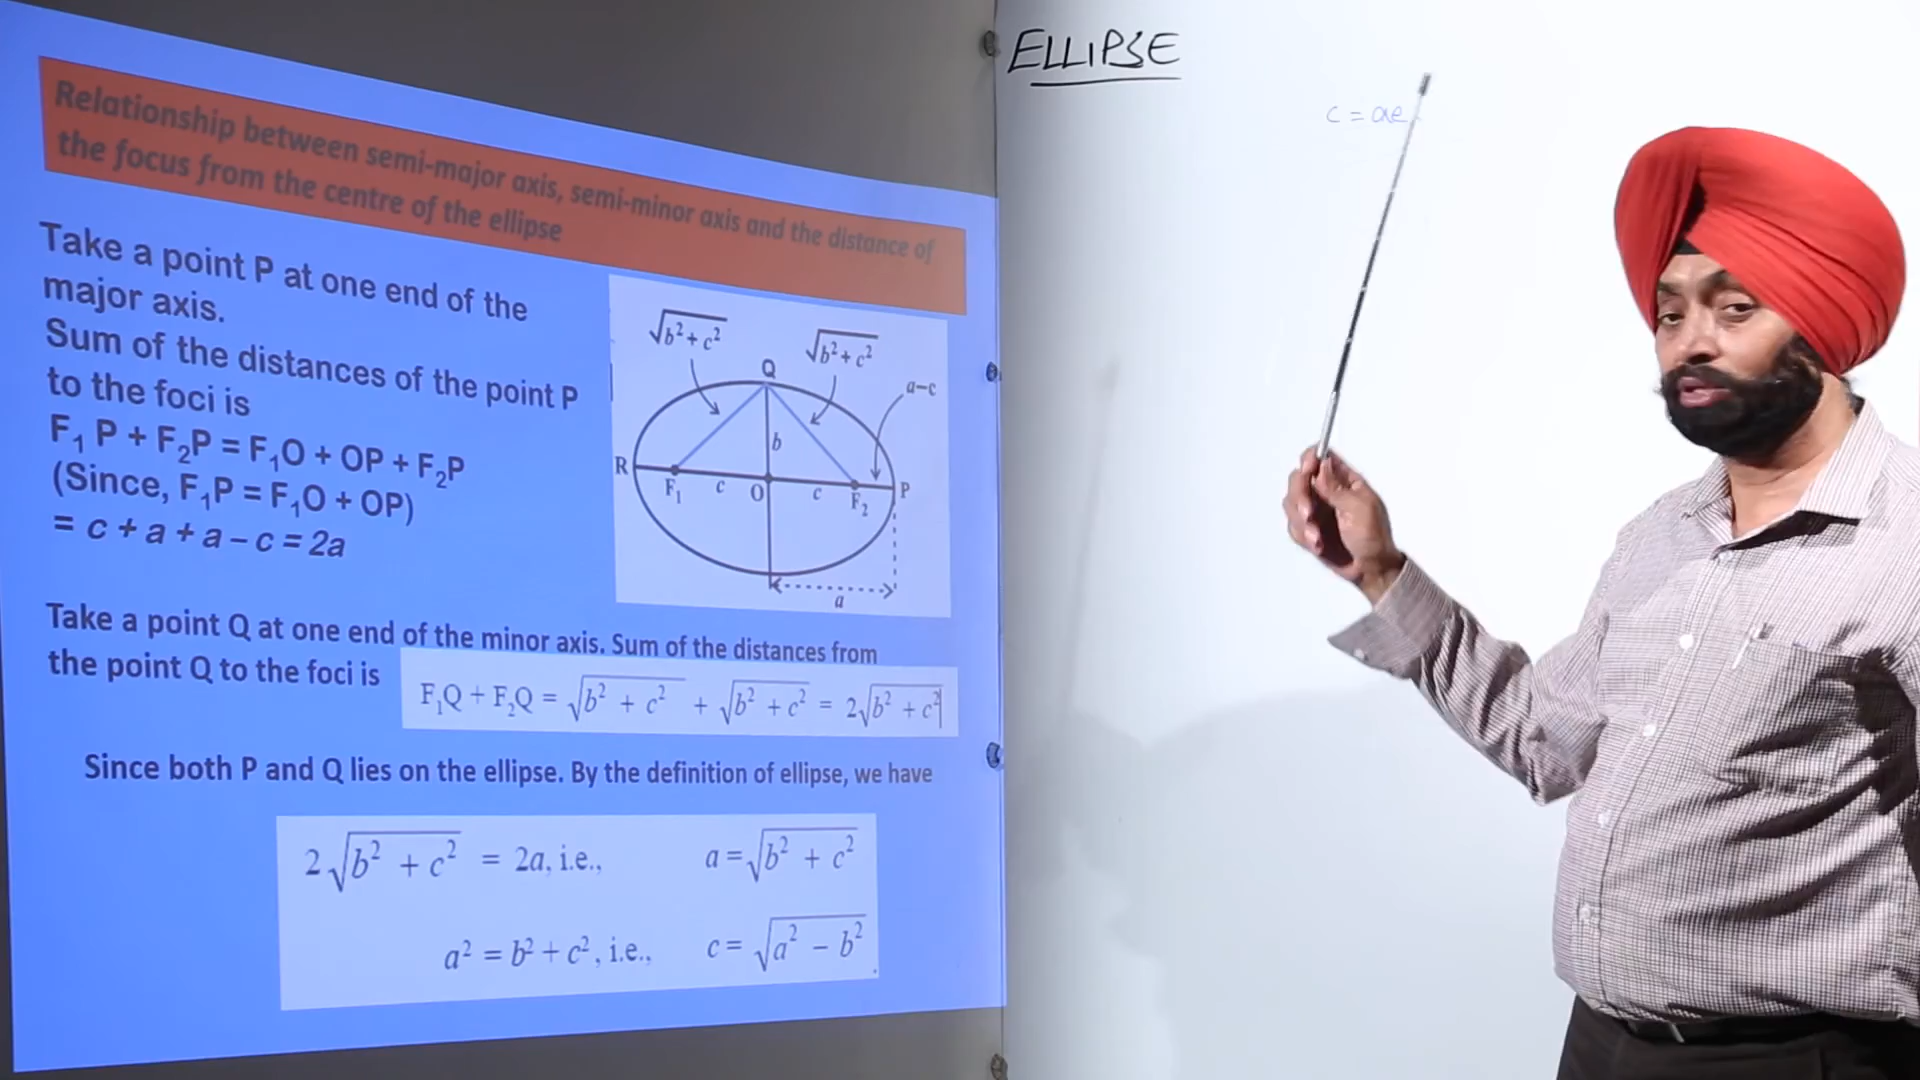 Relationship between semi-major axis, semi-minor axis and the distance of
the focus from the centre of the ellipse
Take a point P at one end of the
major axis.
Sum of the distances of the point P
to the foci is
F₁ P + F₂P = F₁O + OP + F₂P
(Since, F₁P = F₁O + OP)
= c + a + a – c = 2a
√b² + c²
√b² + c²
Q
a−c
b
R
F₁
c
O
c
F₂
P
a
Take a point Q at one end of the minor axis. Sum of the distances from
the point Q to the foci is
F₁Q + F₂Q = √b² + c² + √b² + c² = 2√b² + c²
Since both P and Q lies on the ellipse. By the definition of ellipse, we have
2√b² + c² = 2a, i.e., a = √b² + c²
a² = b² + c², i.e., c = √a² − b² .
ELLIPSE
c = ae